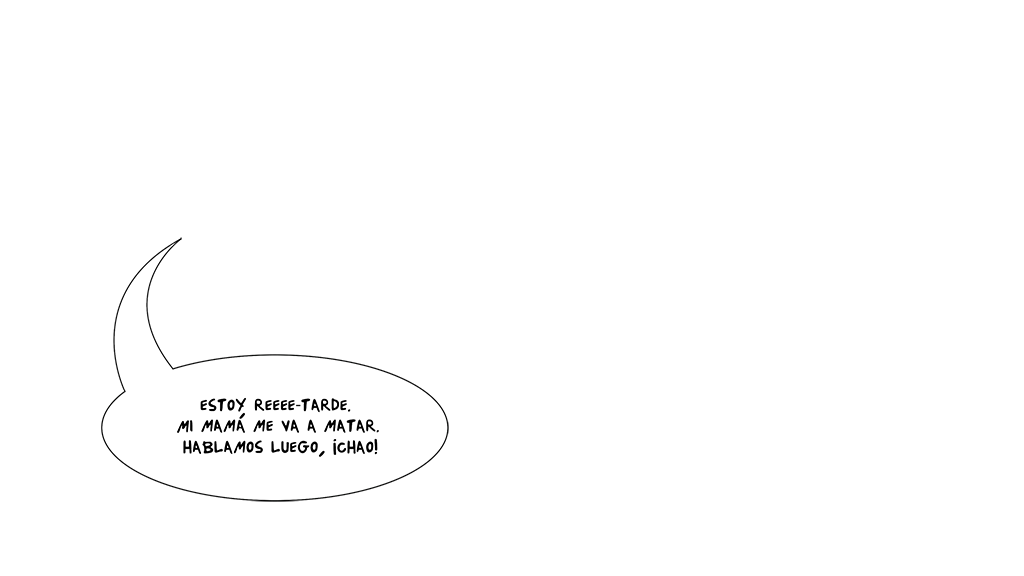 ESTOY REEEE-TARDE.
MI MAMÁ ME VA A MATAR.
HABLAMOS LUEGO, ¡CHAO!